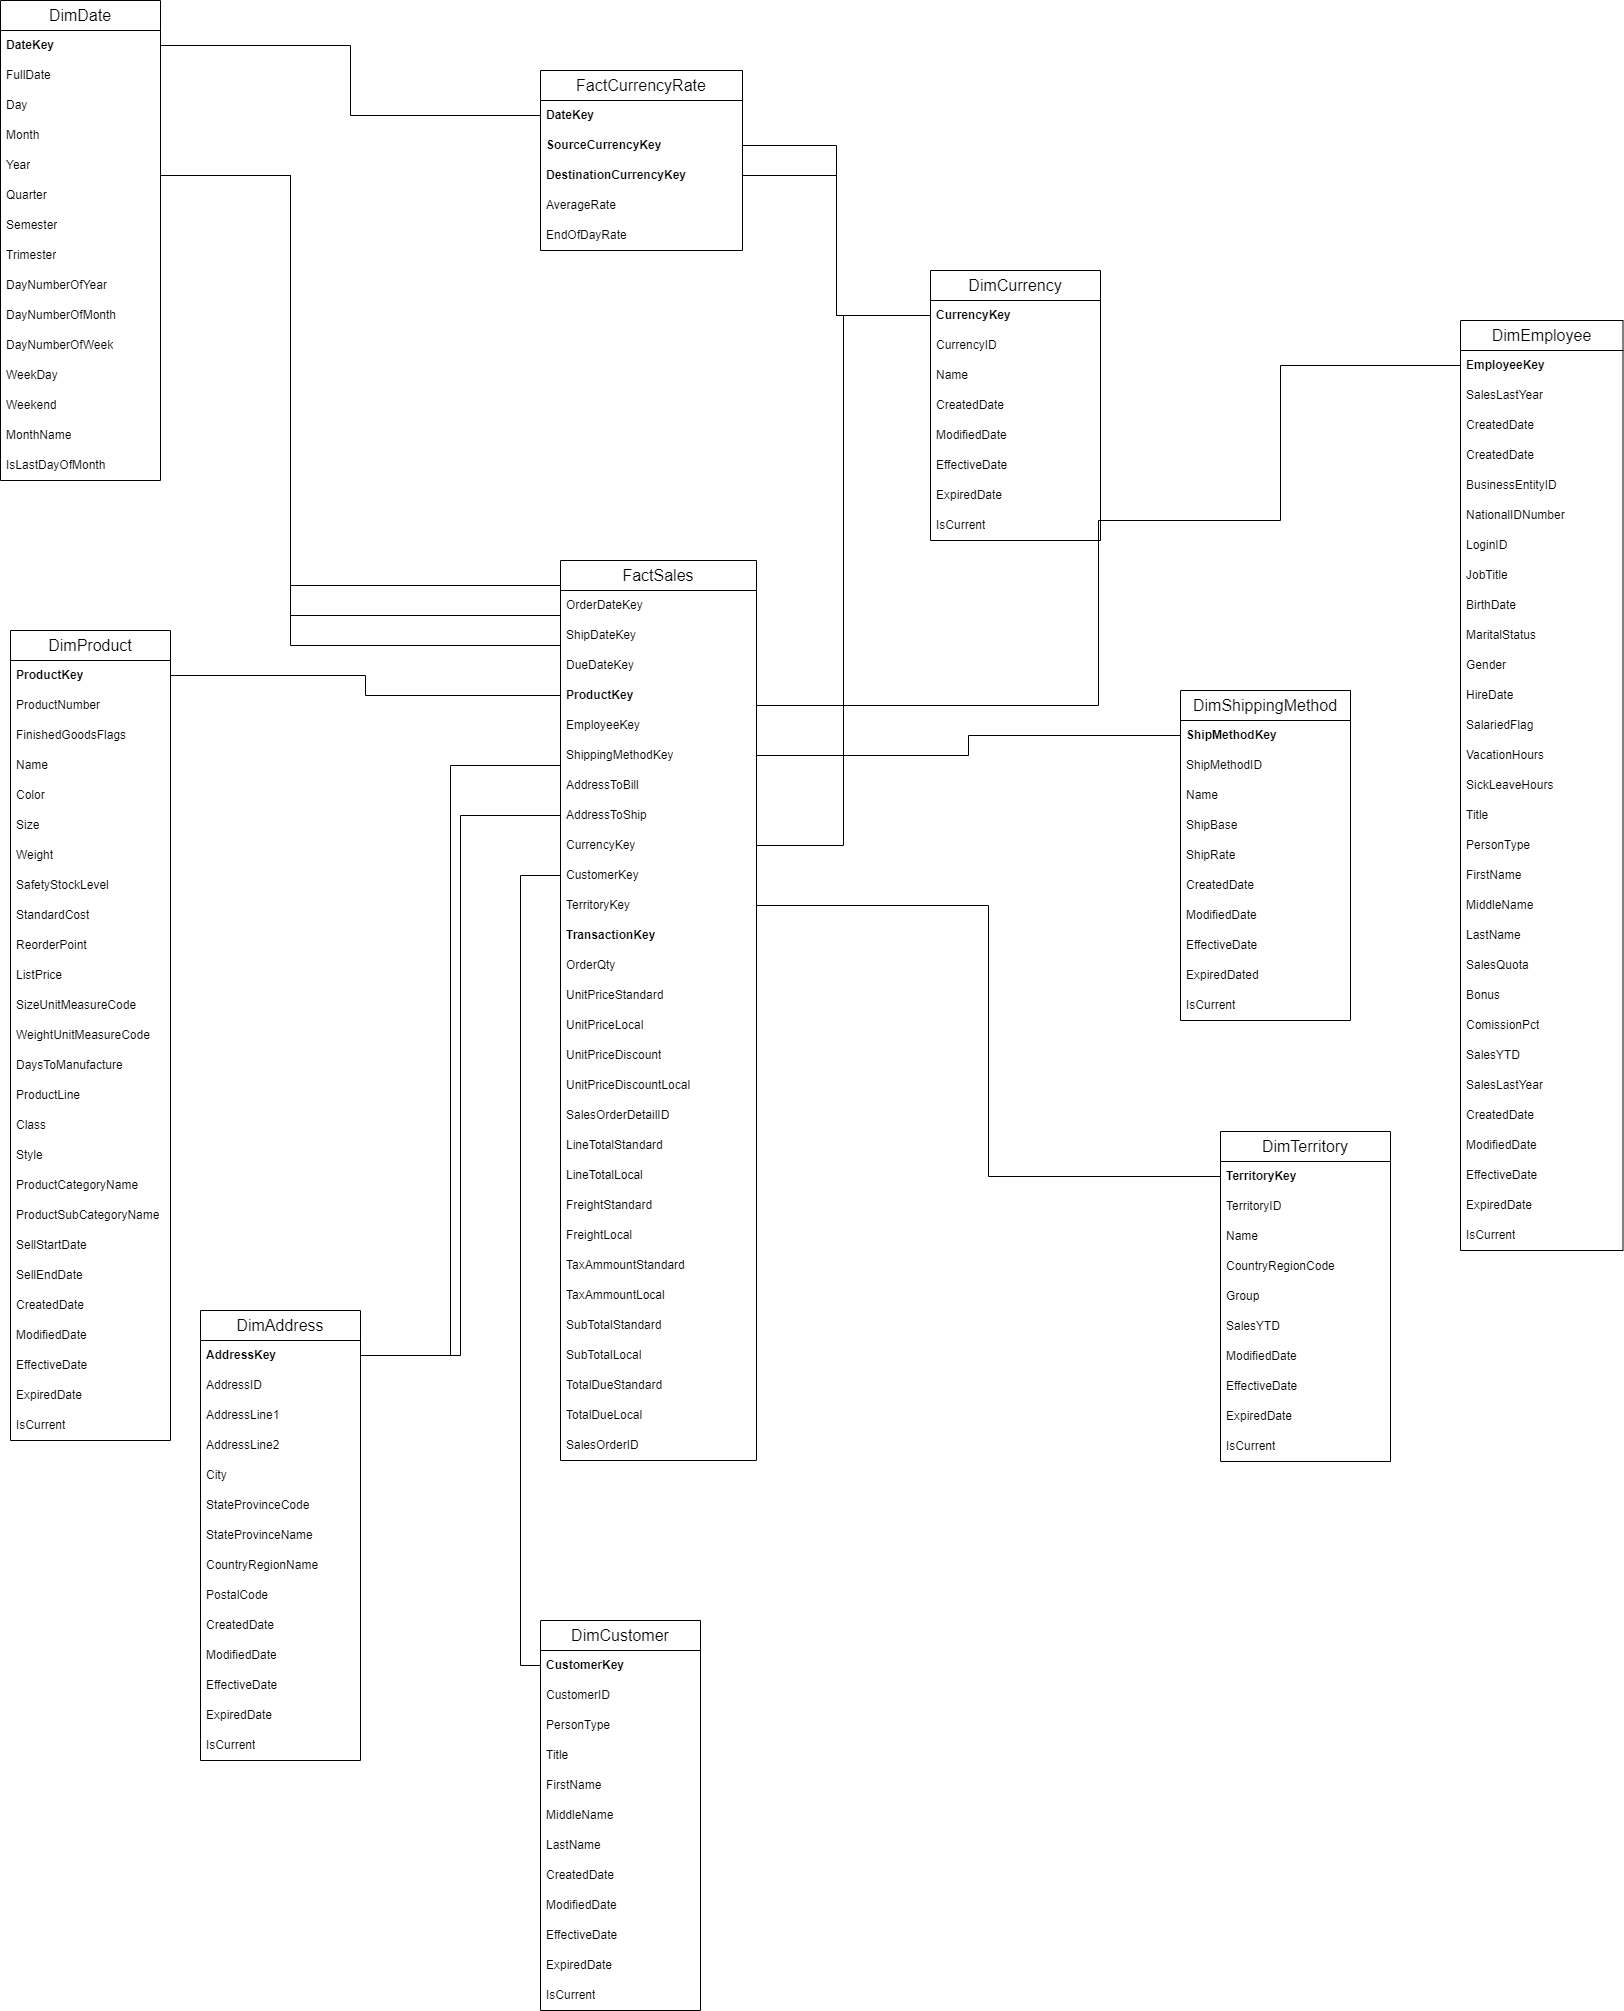 DimDate
DateKey
FullDate
Day
Month
Year
Quarter
Semester
Trimester
DayNumberOfYear
DayNumberOfMonth
DayNumberOfWeek
WeekDay
Weekend
MonthName
IsLastDayOfMonth
FactCurrencyRate
DateKey
SourceCurrencyKey
DestinationCurrencyKey
AverageRate
EndOfDayRate
DimCurrency
CurrencyKey
CurrencyID
Name
CreatedDate
ModifiedDate
EffectiveDate
ExpiredDate
IsCurrent
DimEmployee
EmployeeKey
SalesLastYear
CreatedDate
CreatedDate
BusinessEntityID
NationalIDNumber
LoginID
JobTitle
BirthDate
MaritalStatus
Gender
HireDate
SalariedFlag
VacationHours
SickLeaveHours
Title
PersonType
FirstName
MiddleName
LastName
SalesQuota
Bonus
ComissionPct
SalesYTD
SalesLastYear
CreatedDate
ModifiedDate
EffectiveDate
ExpiredDate
IsCurrent
FactSales
OrderDateKey
ShipDateKey
DueDateKey
ProductKey
EmployeeKey
ShippingMethodKey
AddressToBill
AddressToShip
CurrencyKey
CustomerKey
TerritoryKey
TransactionKey
OrderQty
UnitPriceStandard
UnitPriceLocal
UnitPriceDiscount
UnitPriceDiscountLocal
SalesOrderDetailID
LineTotalStandard
LineTotalLocal
FreightStandard
FreightLocal
TaxAmmountStandard
TaxAmmountLocal
SubTotalStandard
SubTotalLocal
TotalDueStandard
TotalDueLocal
SalesOrderID
DimProduct
ProductKey
ProductNumber
FinishedGoodsFlags
Name
Color
Size
Weight
SafetyStockLevel
StandardCost
ReorderPoint
ListPrice
SizeUnitMeasureCode
WeightUnitMeasureCode
DaysToManufacture
ProductLine
Class
Style
ProductCategoryName
ProductSubCategoryName
SellStartDate
SellEndDate
CreatedDate
ModifiedDate
EffectiveDate
ExpiredDate
IsCurrent
DimShippingMethod
ShipMethodKey
ShipMethodID
Name
ShipBase
ShipRate
CreatedDate
ModifiedDate
EffectiveDate
ExpiredDated
IsCurrent
DimTerritory
TerritoryKey
TerritoryID
Name
CountryRegionCode
Group
SalesYTD
ModifiedDate
EffectiveDate
ExpiredDate
IsCurrent
DimAddress
AddressKey
AddressID
AddressLine1
AddressLine2
City
StateProvinceCode
StateProvinceName
CountryRegionName
PostalCode
CreatedDate
ModifiedDate
EffectiveDate
ExpiredDate
IsCurrent
DimCustomer
CustomerKey
CustomerID
PersonType
Title
FirstName
MiddleName
LastName
CreatedDate
ModifiedDate
EffectiveDate
ExpiredDate
IsCurrent